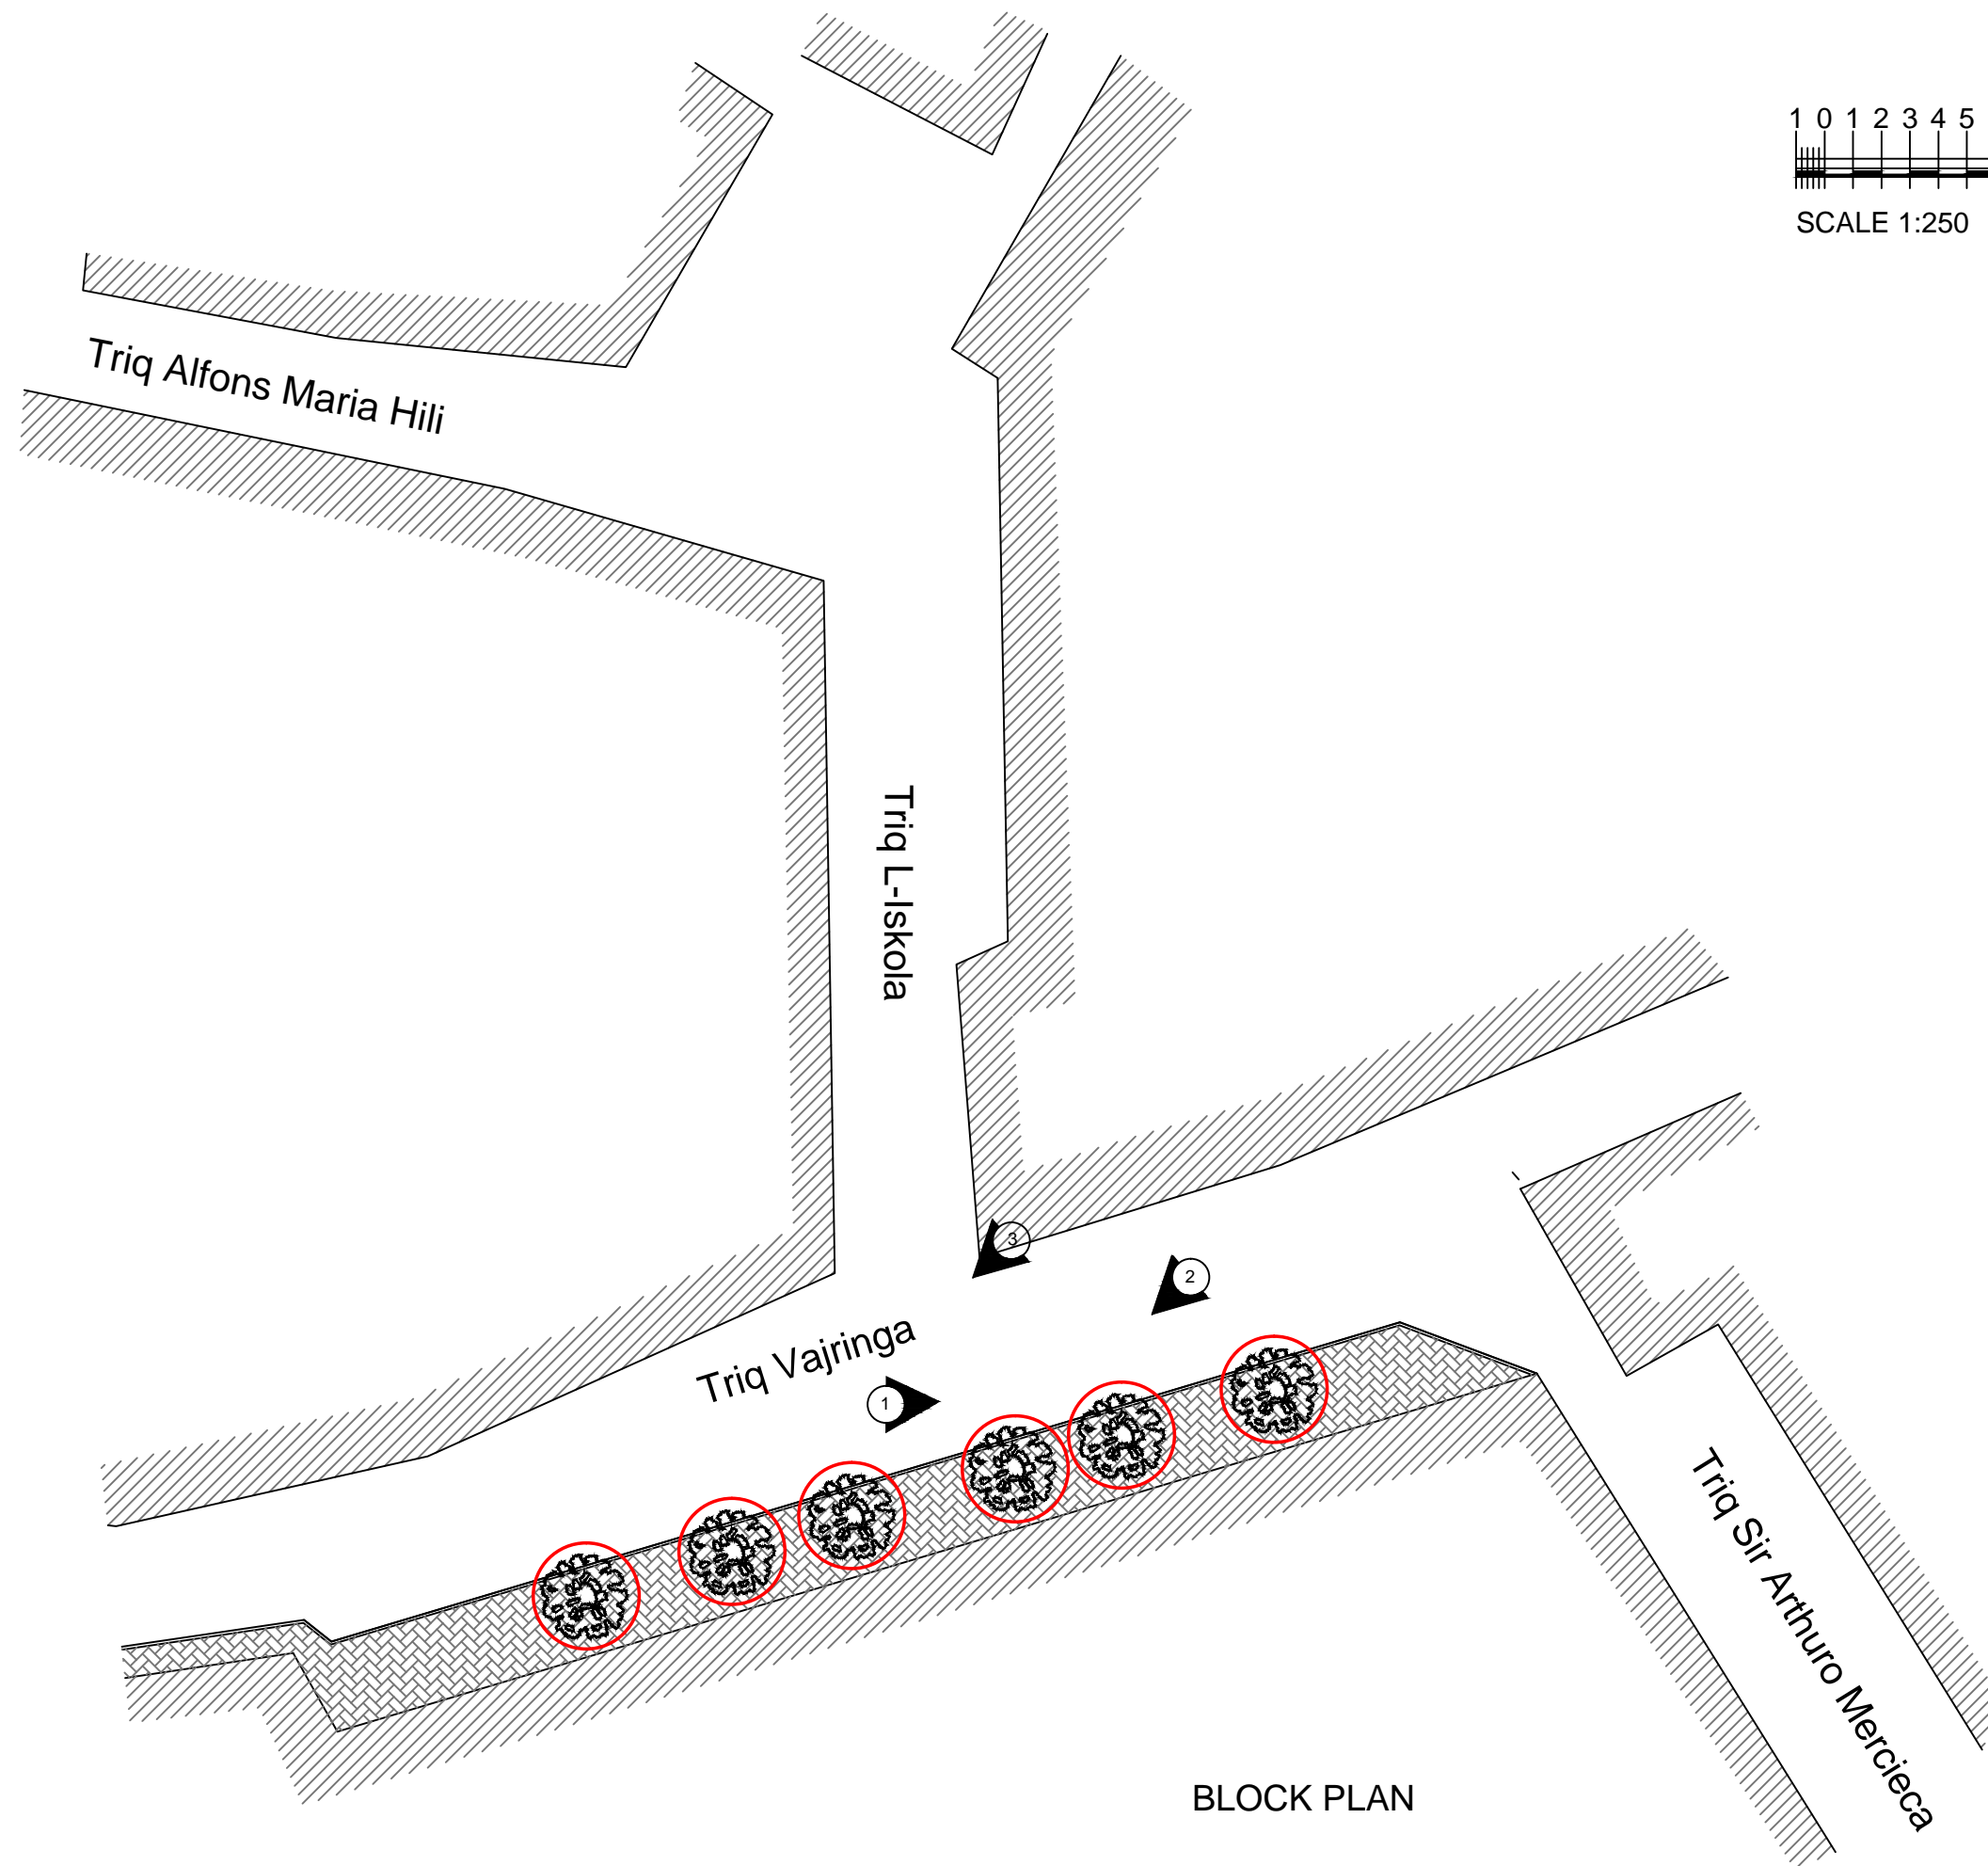 1 0 1 2 3 4 5
SCALE 1:250
Triq Alfons Maria Hili
Triq L-Iskola
3
2
Triq Vajringa
1
Triq Sir Arthuro Mercieca
BLOCK PLAN